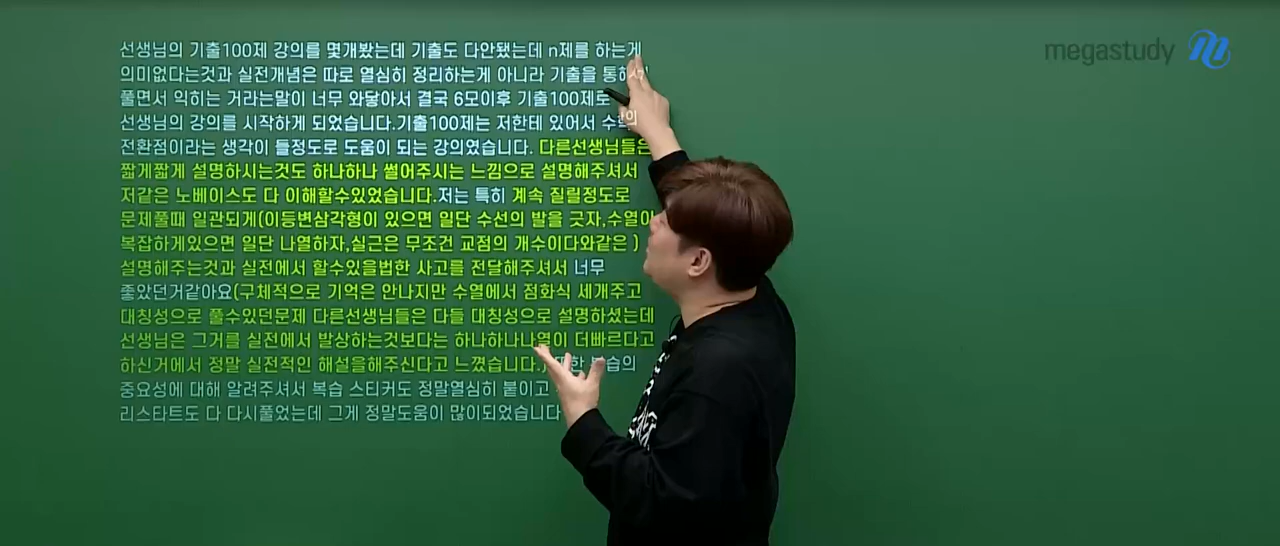 선생님의 기출100제 강의를 몇개봤는데 기출도 다안됐는데 n제를 하는게
의미없다는것과 실전개념은 따로 열심히 정리하는게 아니라 기출을
풀면서 익히는 거라는말이 너무 와닿아서 결국 6모이후 기출100제로
선생님의 강의를 시작하게 되었습니다.기출100제는 저한테 있어서 수학의
전환점이라는 생각이 들정도로 도움이 되는 강의였습니다. 다른선생님들은
짧게짧게 설명하시는것도 하나하나 썰어주시는 느낌으로 설명해주셔서
저같은 노베이스도 다 이해할수있었습니다.저는 특히 계속 질릴정도로
문제풀때 일관되게(이등변삼각형이 있으면 일단 수선의 발을 긋자,수열이
복잡하게있으면 일단 나열하자,실근은 무조건 교점의 개수이다와같은 )
설명해주는것과 실전에서 할수있을법한 사고를 전달해주셔서 너무
좋았던거같아요(구체적으로 기억은 안나지만 수열에서 점화식 세개주고
대칭성으로 풀수있던문제 다른선생님들은 다들 대칭성으로 설명하셨는데
선생님은 그거를 실전에서 발상하는것보다는 하나하나나열이 더빠르다고
하신거에서 정말 실전적인 해설을해주신다고 느꼈습니다.) 복습의
중요성에 대해 알려주셔서 복습 스티커도 정말열심히 붙이고
리스타트도 다 다시풀었는데 그게 정말도움이 많이되었습니다
megastudy